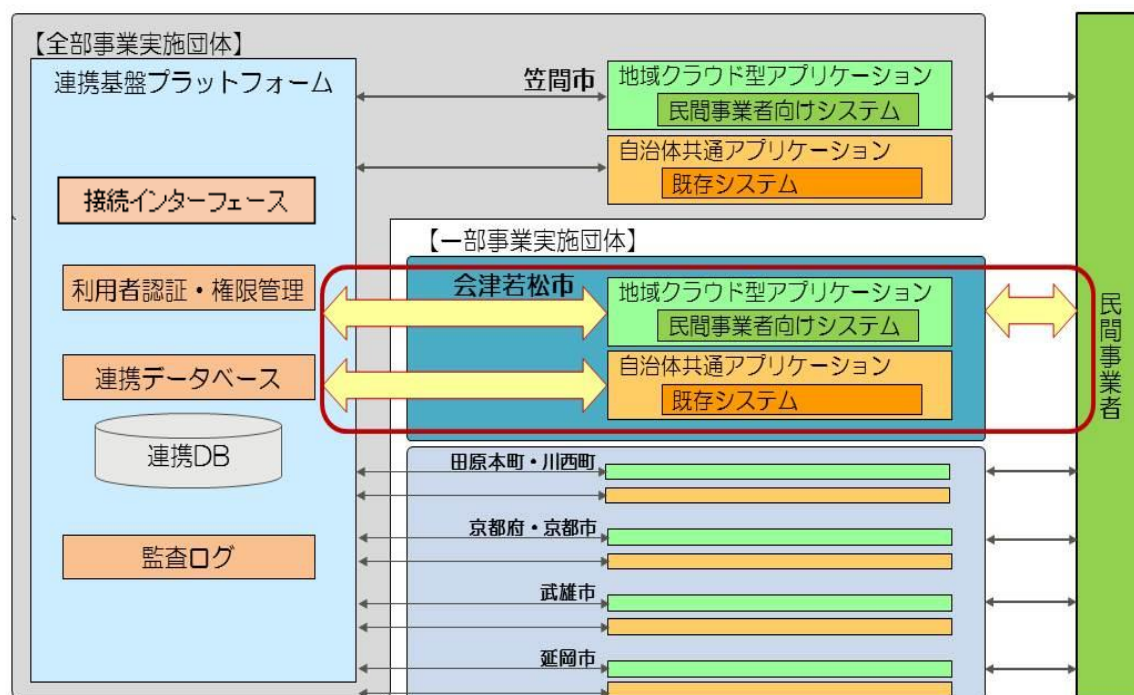 【全部事業実施団体】
連携基盤プラットフォーム
接続インターフェース
利用者認証・権限管理
連携データベース
連携DB
監査ログ
笠間市
地域クラウド型アプリケーション
民間事業者向けシステム
自治体共通アプリケーション
既存システム
【一部事業実施団体】
会津若松市
地域クラウド型アプリケーション
民間事業者向けシステム
自治体共通アプリケーション
既存システム
田原本町・川西町
京都府・京都市
武雄市
延岡市
民間事業者